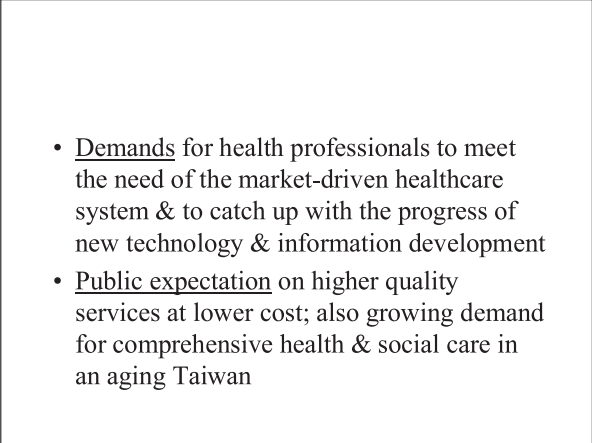 • Demands for health professionals to meet
the need of the market-driven healthcare
system & to catch up with the progress of
new technology & information development
• Public expectation on higher quality
services at lower cost; also growing demand
for comprehensive health & social care in
an aging Taiwan